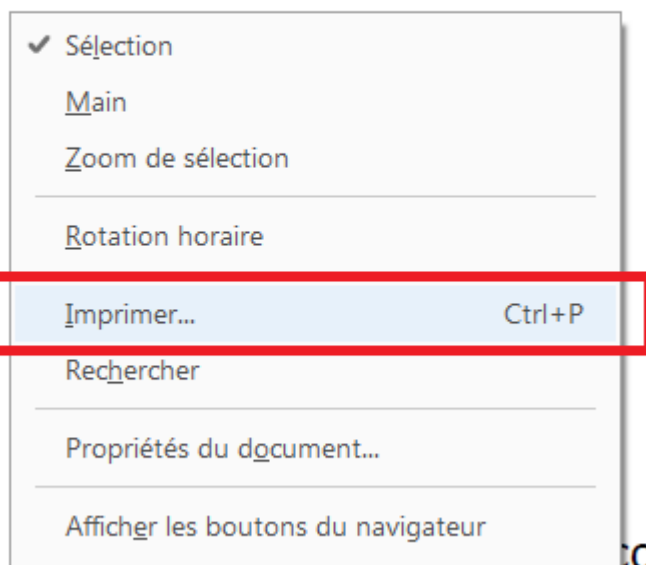 Sélection
Main
Zoom de sélection
Rotation horaire
Imprimer... Ctrl+P
Rechercher
Propriétés du document...
Afficher les boutons du navigateur